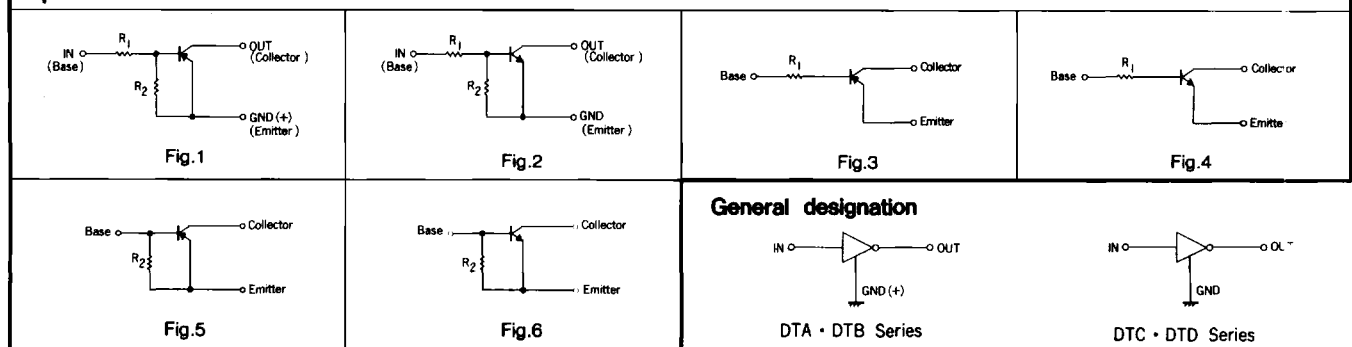 R1
IN
(Base)
R2
OUT
(Collector)
GND(+)
(Emitter)
Fig.1
R1
IN
(Base)
R2
OUT
(Collector)
GND
(Emitter)
Fig.2
R1
Base
Collector
Emitter
Fig.3
R1
Base
Collector
Emitte
Fig.4
Base
R2
Collector
Emitter
Fig.5
Base
R2
Collector
Emitter
Fig.6
General designation
IN
OUT
GND(+)
DTA・DTB Series
IN
GND
DTC・DTD Series